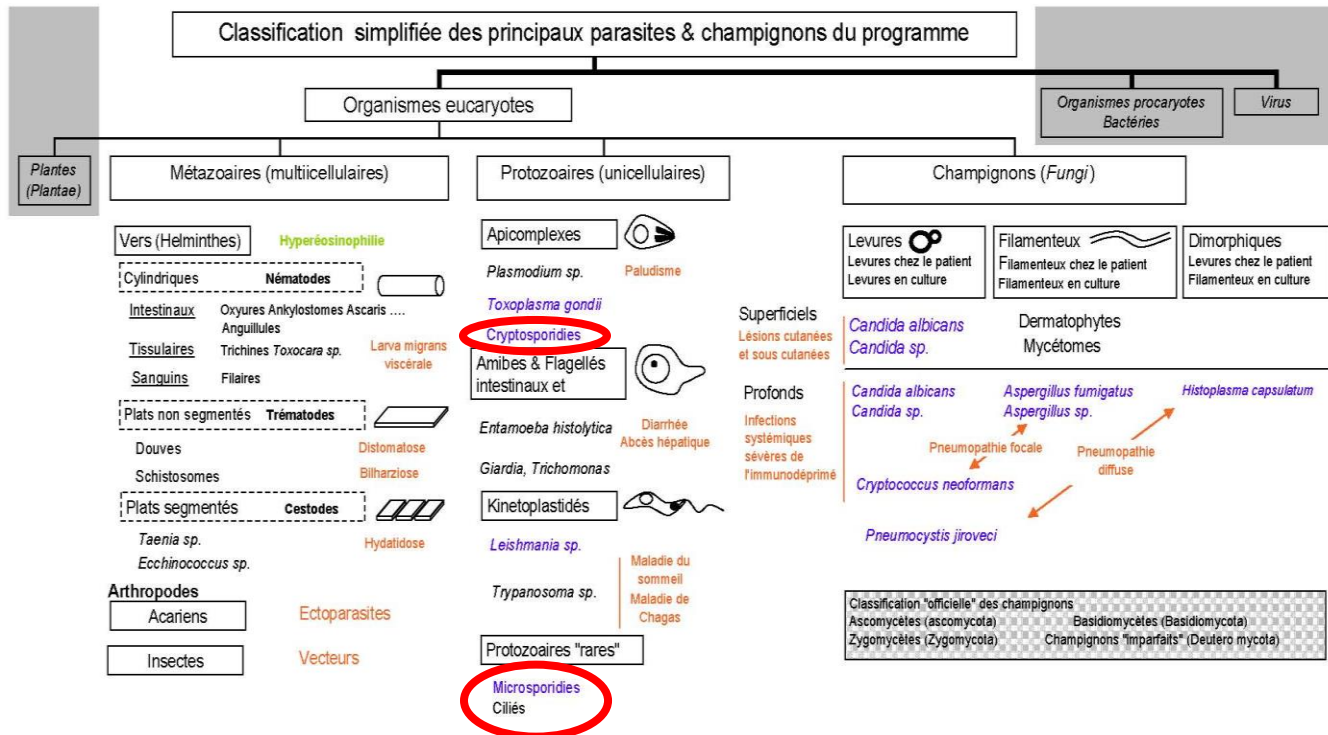 Classification simplifiée des principaux parasites & champignons du programme
Organismes eucaryotes
Organismes procaryotes
Bactéries
Virus
Plantes
(Plantae)
Métazoaires (multiicellulaires)
Protozoaires (unicellulaires)
Champignons (Fungi)
Vers (Helminthes)
Hyperéosinophilie
Cylindriques Nématodes
Intestinaux Oxyures Ankylostomes Ascaris ....
Anguillules
Tissulaires Trichines Toxocara sp.
Larva migrans
viscérale
Sanguins Filaires
Plats non segmentés Trématodes
Douves Distomatose
Schistosomes Bilharziose
Plats segmentés Cestodes
Taenia sp. Hydatidose
Ecchinococcus sp.
Arthropodes
Acariens Ectoparasites
Insectes Vecteurs
Apicomplexes
Plasmodium sp. Paludisme
Toxoplasma gondii
Cryptosporidies
Amibes & Flagellés
intestinaux et
Entamoeba histolytica
Diarrhée
Abcès hépatique
Giardia, Trichomonas
Kinetoplastidés
Leishmania sp.
Trypanosoma sp.
Maladie du
sommeil
Maladie de
Chagas
Protozoaires "rares"
Microsporidies
Ciliés
Levures
Levures chez le patient
Levures en culture
Filamenteux
Filamenteux chez le patient
Filamenteux en culture
Dimorphiques
Levures chez le patient
Filamenteux en culture
Superficiels
Lésions cutanées
et sous cutanées
Candida albicans
Candida sp.
Dermatophytes
Mycétomes
Profonds
Infections
systémiques
sévères de
l'immunodéprimé
Candida albicans
Candida sp.
Aspergillus fumigatus
Aspergillus sp.
Histoplasma capsulatum
Pneumopathie focale
Pneumopathie
diffuse
Cryptococcus neoformans
Pneumocystis jiroveci
Classification "officielle" des champignons
Ascomycètes (ascomycota) Basidiomycètes (Basidiomycota)
Zygomycètes (Zygomycota) Champignons "imparfaits" (Deutero mycota)